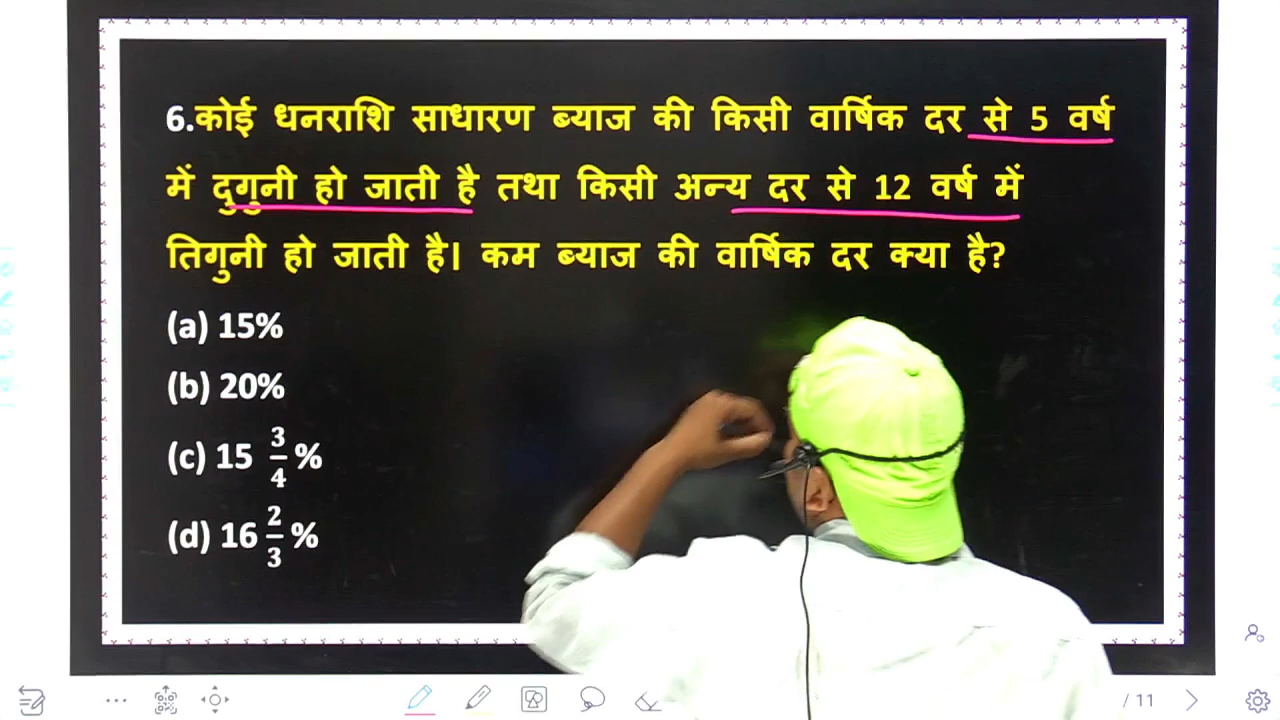 6.कोई धनराशि साधारण ब्याज की किसी वार्षिक दर से 5 वर्ष
में दुगुनी हो जाती है तथा किसी अन्य दर से 12 वर्ष में
तिगुनी हो जाती है। कम ब्याज की वार्षिक दर क्या है?
(a) 15%
(b) 20%
(c) 15 3/4 %
(d) 16 2/3 %
/ 11